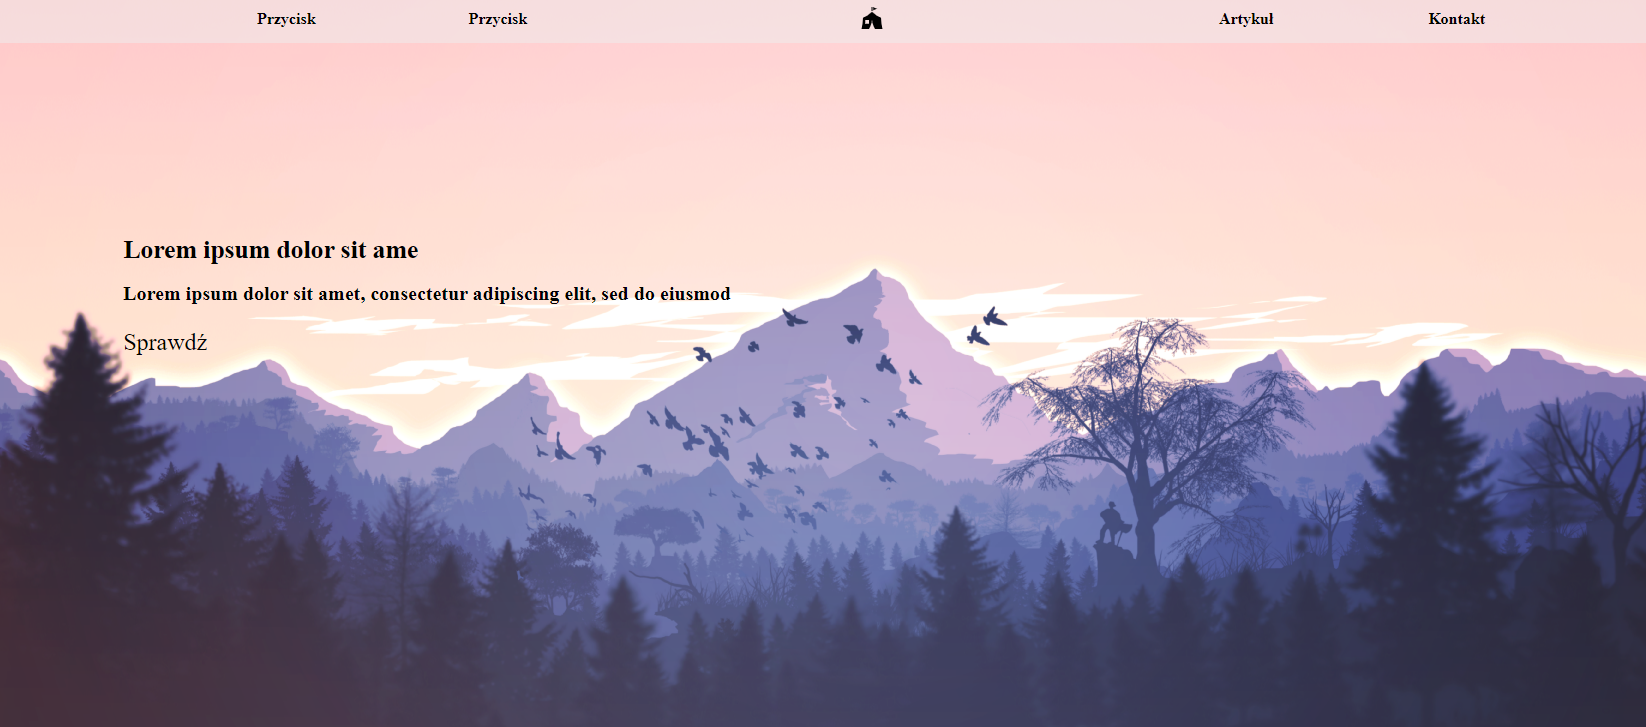 Przycisk Przycisk Artykuł Kontakt
Lorem ipsum dolor sit ame
Lorem ipsum dolor sit amet, consectetur adipiscing elit, sed do eiusmod
Sprawdź